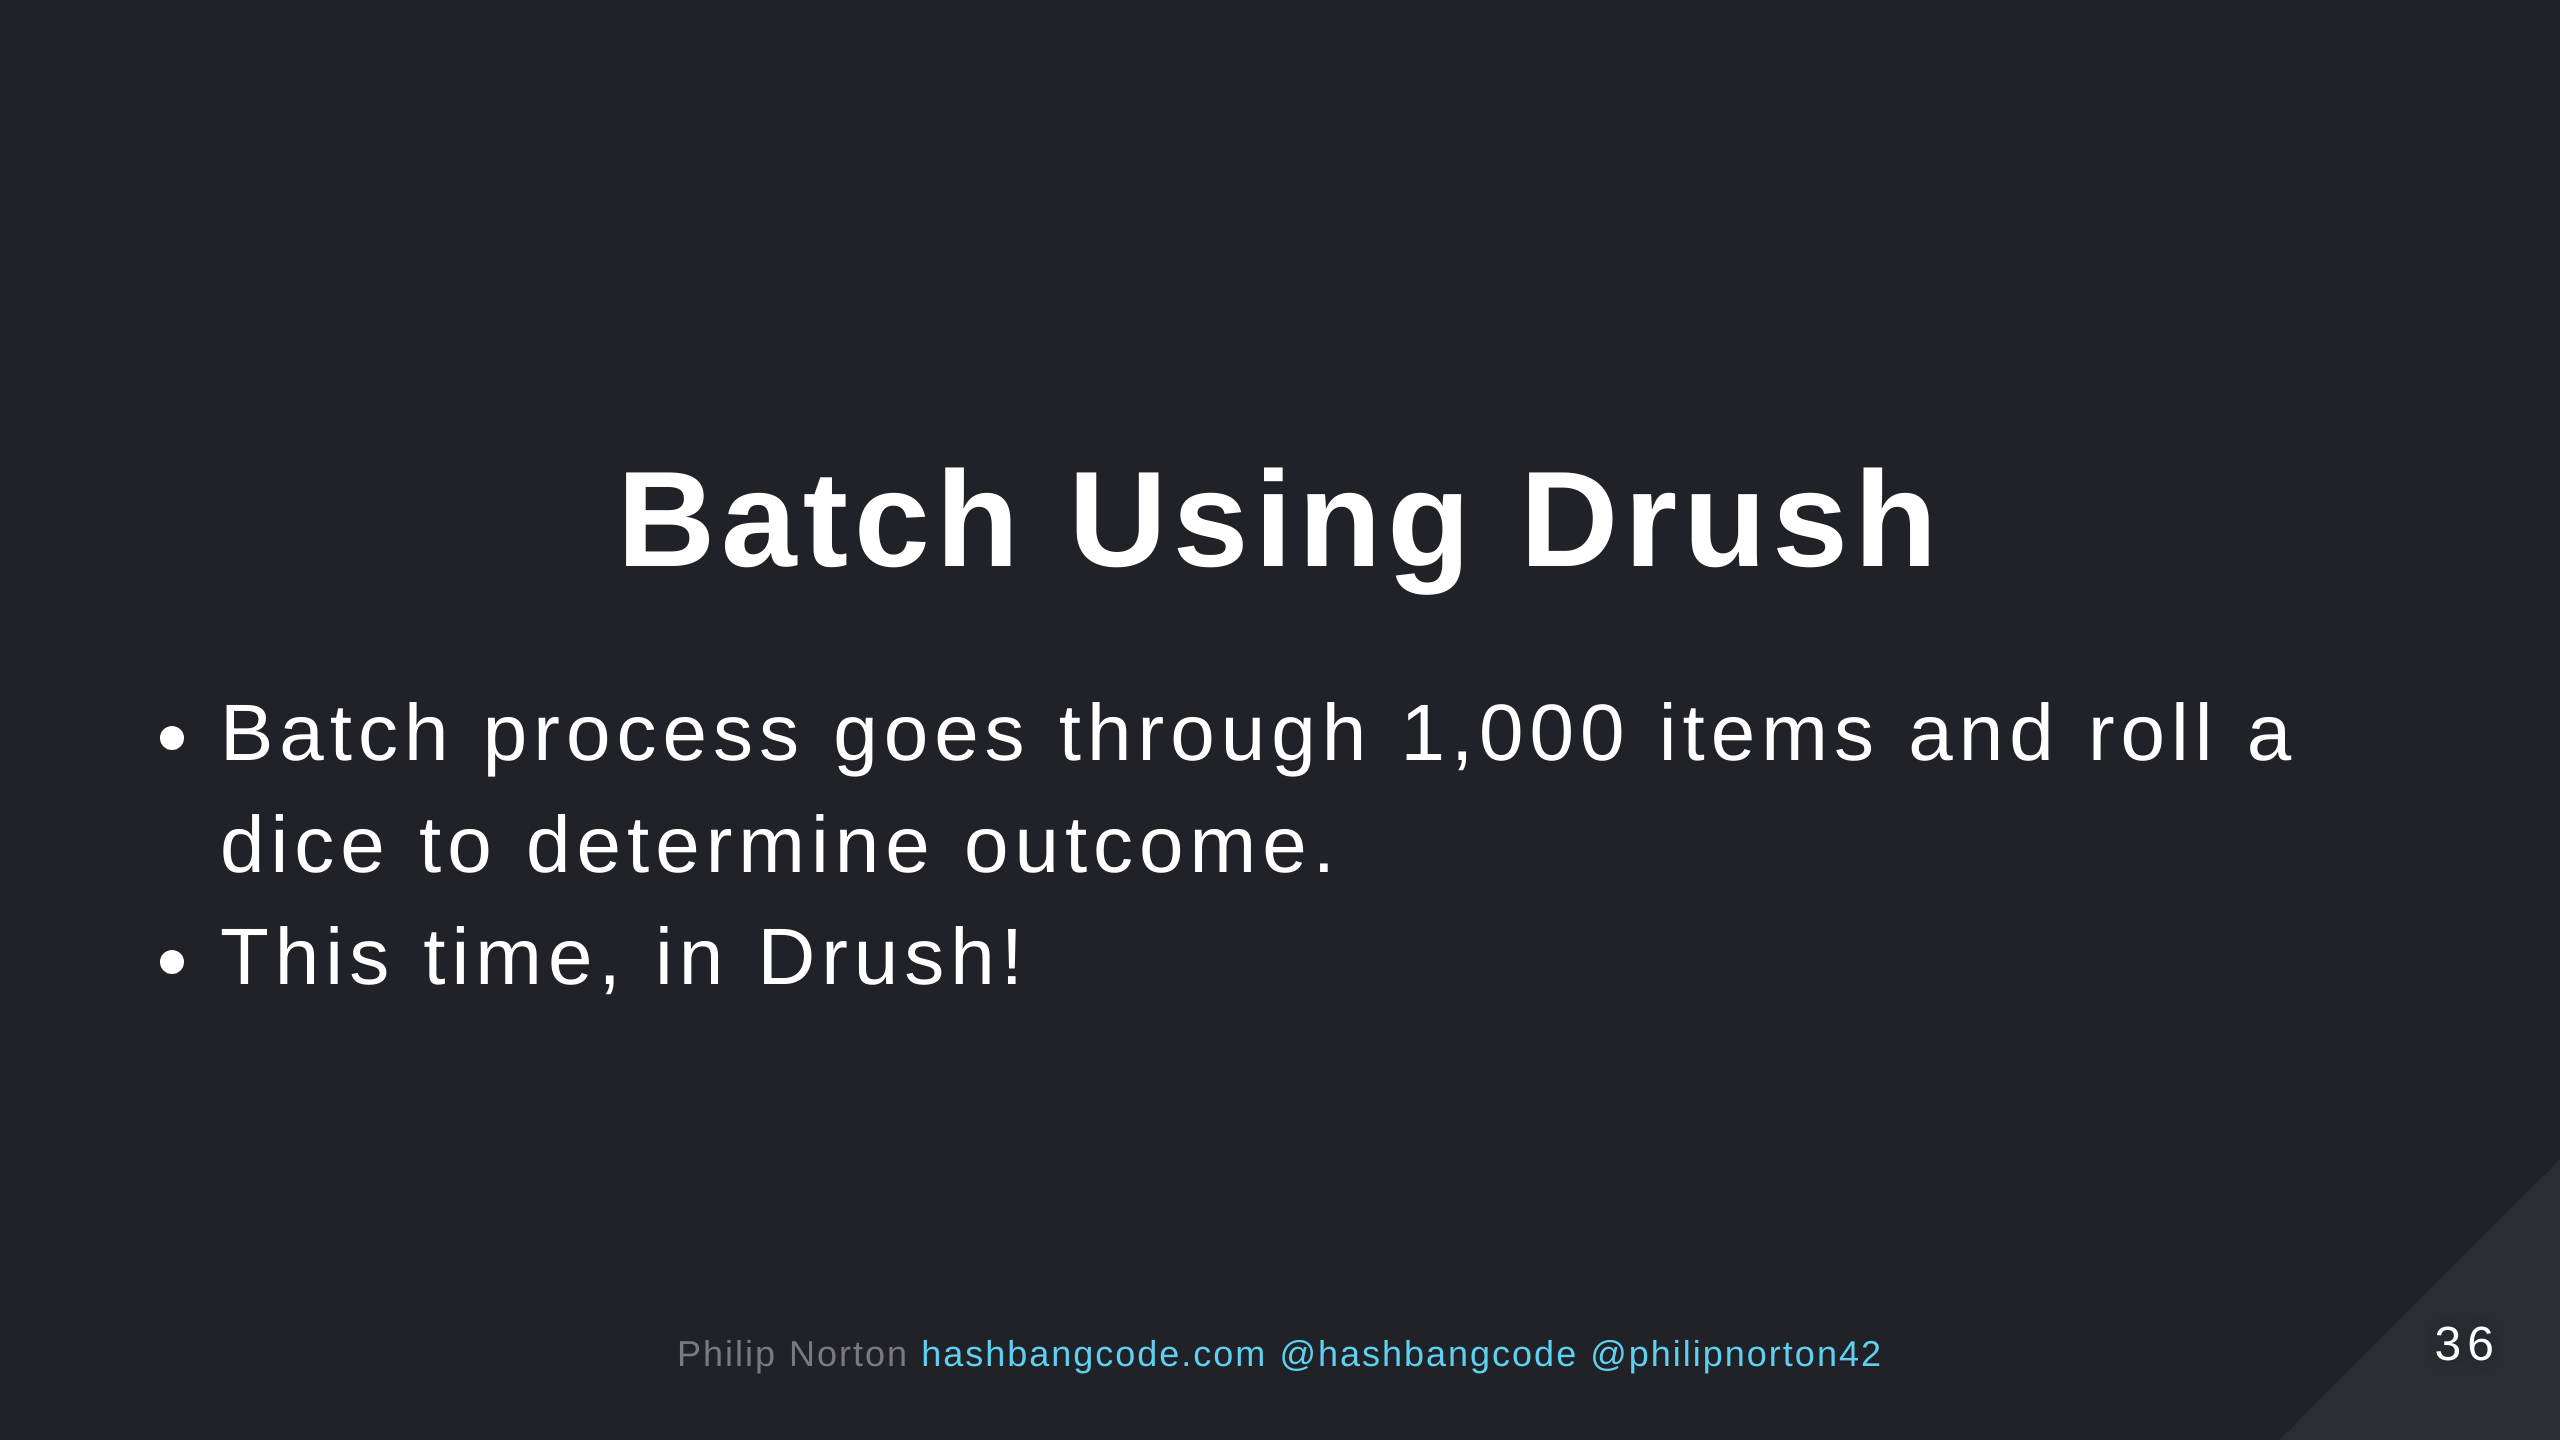 Batch Using Drush
• Batch process goes through 1,000 items and roll a
dice to determine outcome.
• This time, in Drush!
Philip Norton hashbangcode.com @hashbangcode @philipnorton42
36